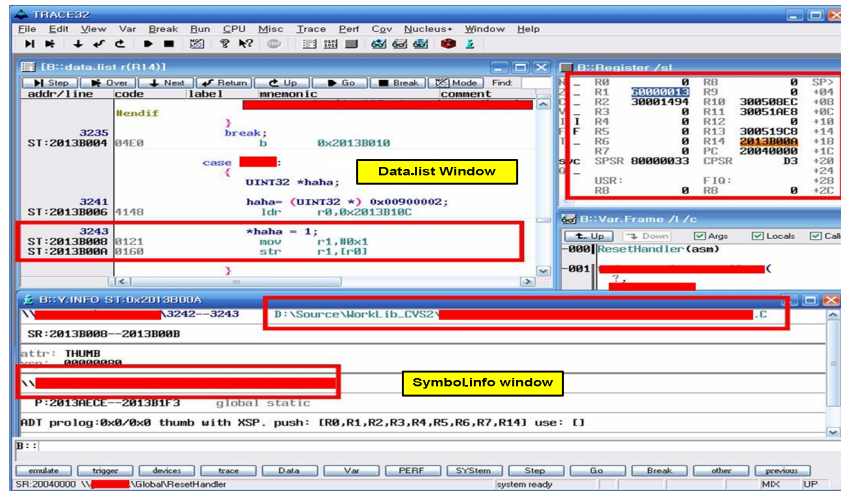 TRACE32
File Edit View Var Break Run CPU Misc Trace Perf Cov Nucleus+ Window Help
[B::data.list r(R14)]
Step Over Next Return Up Go Break Mode Find:
addr/line code label mnemonic comment
#endif
}
3235 break;
ST:2013B004 04E0 b 0x2013B010
case :
{
UINT32 *haha;
3241 haha= (UINT32 *) 0x00900002;
ST:2013B006 4148 ldr r0,0x2013B10C
3243 *haha = 1;
ST:2013B008 0121 mov r1,#0x1
ST:2013B00A 0160 str r1,[r0]
}
Data.list Window
B::Register /sl
N _ R0 0 R8 0 SP>
Z _ R1 60000013 R9 0 +04
C _ R2 30001494 R10 300508EC +08
V _ R3 0 R11 30051AE8 +0C
I I R4 0 R12 0 +10
F F R5 0 R13 300519C8 +14
T _ R6 0 R14 2013B00A +18
R7 0 PC 20040000 +1C
svc SPSR 80000033 CPSR D3 +20
Q _ +24
USR: FIQ: +28
R8 0 R8 0 +2C
B::Var.Frame /l /c
Up Down Args Locals Call
-000 ResetHandler(asm)
-001 (
?,
B::Y.INFO ST:0x2013B00A
\\ \3242--3243 D:\Source\WorkLib_CVS2\ .C
SR:2013B008--2013B00B
attr: THUMB
xsp: 00000080
\\
Symbol.info window
P:2013AECE--2013B1F3 global static
ADT prolog:0x0/0x0 thumb with XSP. push: [R0,R1,R2,R3,R4,R5,R6,R7,R14] use: []
B::
emulate trigger devices trace Data Var PERF SYStem Step Go Break other previous
SR:20040000 \\ \Global\ResetHandler system ready MIX UP